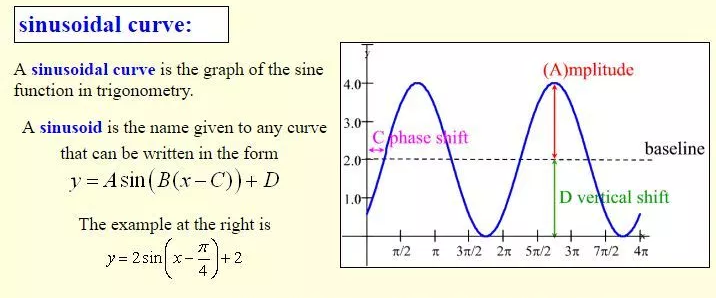 sinusoidal curve:
A sinusoidal curve is the graph of the sine
function in trigonometry.
A sinusoid is the name given to any curve
that can be written in the form
y = A sin(B(x − C)) + D
The example at the right is
y = 2 sin(x − π/4) + 2
y
(A)mplitude
4.0
3.0
C phase shift
baseline
2.0
D vertical shift
1.0
x
π/2 π 3π/2 2π 5π/2 3π 7π/2 4π